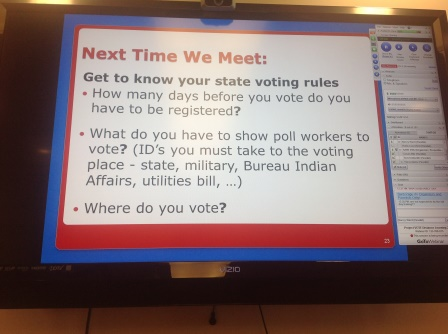 Next Time We Meet:
Get to know your state voting rules
• How many days before you vote do you
have to be registered?
• What do you have to show poll workers to
vote? (ID's you must take to the voting
place - state, military, Bureau Indian
Affairs, utilities bill, ...)
• Where do you vote?
23
GoToWebinar
VIZIO